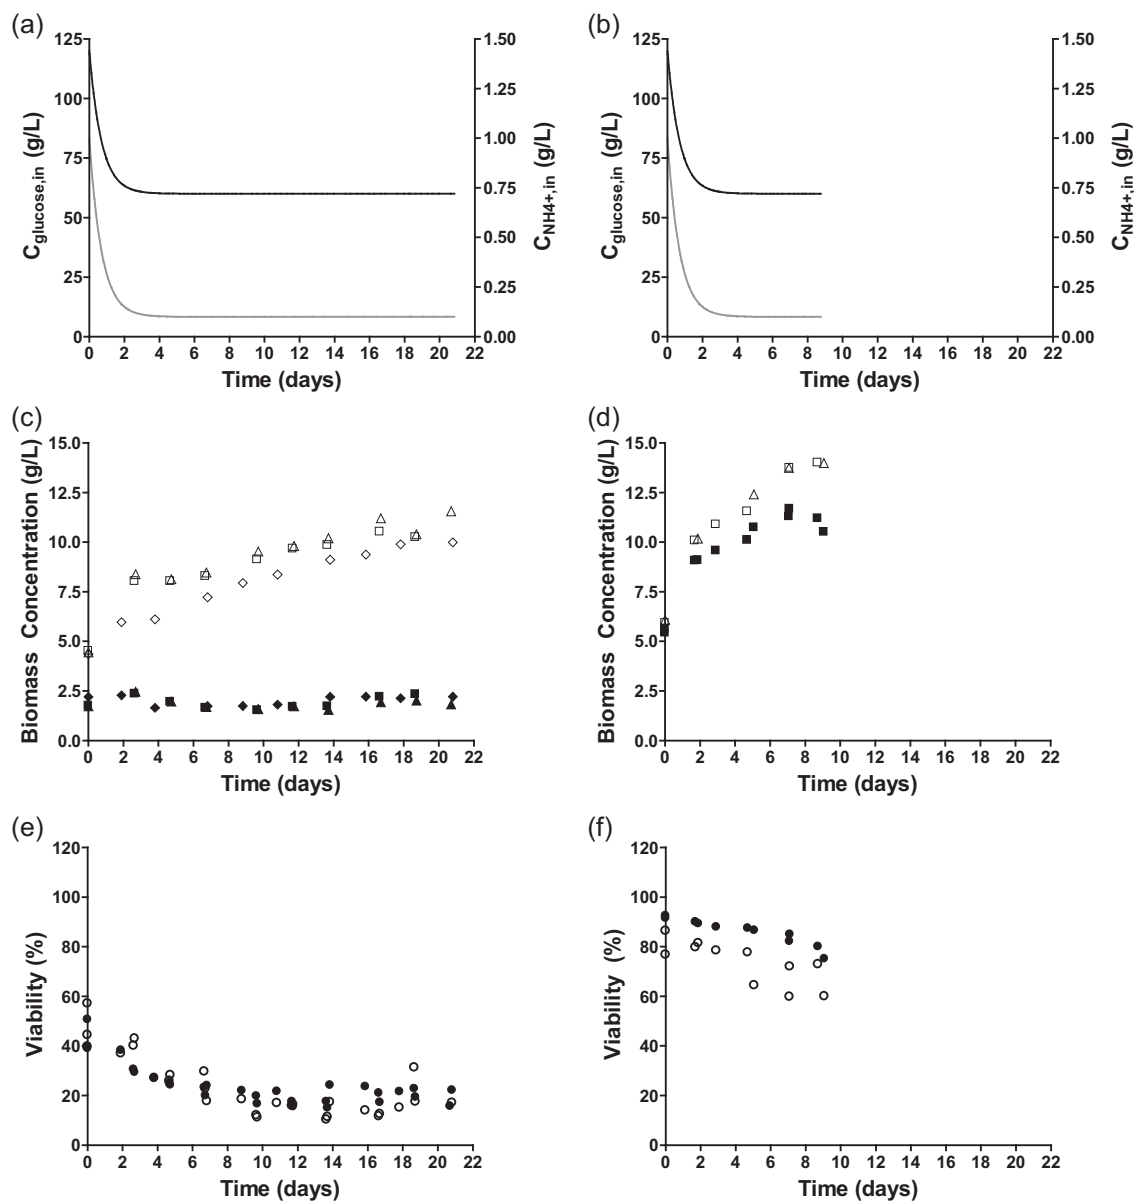 (a)
(b)
125
100
75
50
25
0
C_glucose,in (g/L)
1.50
1.25
1.00
0.75
0.50
0.25
0.00
C_NH4+,in (g/L)
0 2 4 6 8 10 12 14 16 18 20 22
Time (days)
125
100
75
50
25
0
C_glucose,in (g/L)
1.50
1.25
1.00
0.75
0.50
0.25
0.00
C_NH4+,in (g/L)
0 2 4 6 8 10 12 14 16 18 20 22
Time (days)
(c)
(d)
15.0
12.5
10.0
7.5
5.0
2.5
0.0
Biomass Concentration (g/L)
0 2 4 6 8 10 12 14 16 18 20 22
Time (days)
15.0
12.5
10.0
7.5
5.0
2.5
0.0
Biomass Concentration (g/L)
0 2 4 6 8 10 12 14 16 18 20 22
Time (days)
(e)
(f)
120
100
80
60
40
20
0
Viability (%)
0 2 4 6 8 10 12 14 16 18 20 22
Time (days)
120
100
80
60
40
20
0
Viability (%)
0 2 4 6 8 10 12 14 16 18 20 22
Time (days)